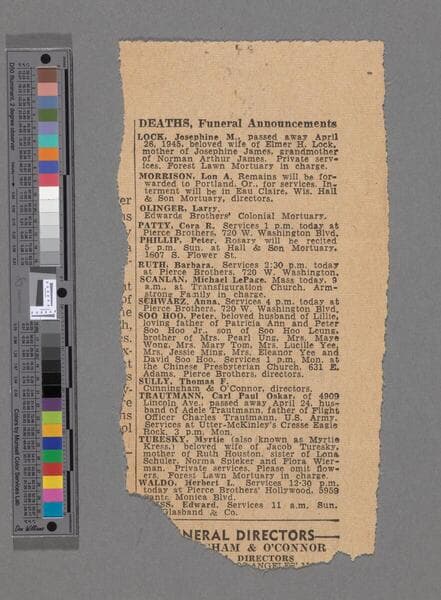 DEATHS, Funeral Announcements
LOCK, Josephine M., passed away April
26, 1945, beloved wife of Elmer H. Lock,
mother of Josephine James, grandmother
of Norman Arthur James. Private serv-
ices. Forest Lawn Mortuary in charge.
MORRISON, Lon A. Remains will be for-
warded to Portland, Or., for services. In-
terment will be in Eau Claire, Wis. Hall
& Son Mortuary, directors.
OLINGER, Larry.
Edwards Brothers' Colonial Mortuary.
PATTY, Cora R. Services 1 p.m. today at
Pierce Brothers, 720 W. Washington Blvd.
PHILLIP, Peter. Rosary will be recited
5 p.m. Sun. at Hall & Son Mortuary,
1607 S. Flower St.
RUTH, Barbara. Services 2:30 p.m. today
at Pierce Brothers, 720 W. Washington.
SCANLAN, Michael LePage. Mass today, 9
a.m., at Transfiguration Church, Arm-
strong Family in charge.
SCHWARZ, Anna. Services 4 p.m. today at
Pierce Brothers, 720 W. Washington Blvd.
SOO HOO, Peter, beloved husband of Lillie,
loving father of Patricia Ann and Peter
Soo Hoo Jr., son of Soo Hoo Leung,
brother of Mrs. Pearl Ung, Mrs. Maye
Wong, Mrs. Mary Tom, Mrs. Lucille Yee,
Mrs. Jessie Ming, Mrs. Eleanor Yee and
David Soo Hoo. Services 1 p.m. Mon. at
the Chinese Presbyterian Church, 631 E.
Adams. Pierce Brothers, directors.
SULLY, Thomas F.
Cunningham & O'Connor, directors.
TRAUTMANN, Carl Paul Oskar, of 4909
Lincoln Ave., passed away April 24, hus-
band of Adele Trautmann, father of Flight
Officer Charles Trautmann, U.S. Army.
Services at Utter-McKinley's Cresse Eagle
Rock, 3 p.m. Mon.
TURESKY, Myrtie (also known as Myrtie
Kress,) beloved wife of Jacob Turesky,
mother of Ruth Houston, sister of Lona
Schuler, Norma Spieker and Flora Wier-
man. Private services. Please omit flow-
ers. Forest Lawn Mortuary in charge.
WALDO, Herbert L. Services 12:30 p.m.
today at Pierce Brothers' Hollywood, 5959
Santa Monica Blvd.
Edward. Services 11 a.m. Sun.
Glasband & Co.
NERAL DIRECTORS—
GHAM & O'CONNOR
DIRECTORS